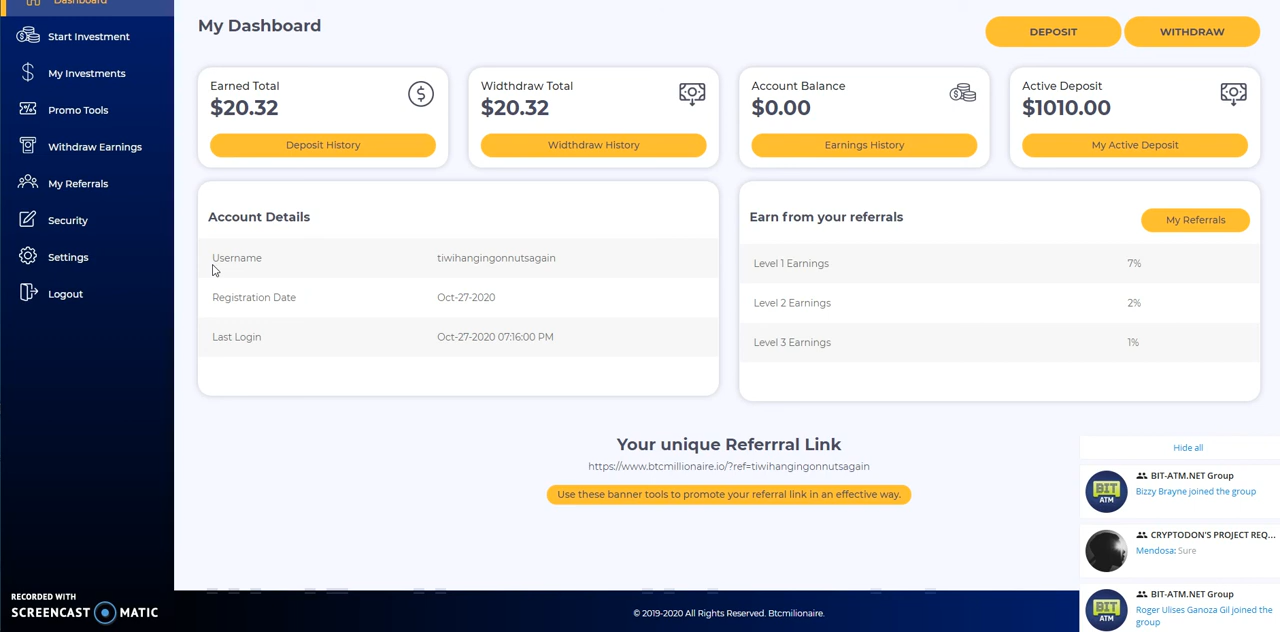 Dashboard
Start Investment
My Investments
Promo Tools
Withdraw Earnings
My Referrals
Security
Settings
Logout
My Dashboard
DEPOSIT
WITHDRAW
Earned Total
$20.32
Deposit History
Widthdraw Total
$20.32
Widthdraw History
Account Balance
$0.00
Earnings History
Active Deposit
$1010.00
My Active Deposit
Account Details
Username tiwihangingonnutsagain
Registration Date Oct-27-2020
Last Login Oct-27-2020 07:16:00 PM
Earn from your referrals
My Referrals
Level 1 Earnings 7%
Level 2 Earnings 2%
Level 3 Earnings 1%
Your unique Referrral Link
https://www.btcmillionaire.io/?ref=tiwihangingonnutsagain
Use these banner tools to promote your referral link in an effective way.
Hide all
BIT ATM
BIT-ATM.NET Group
Bizzy Brayne joined the group
CRYPTODON'S PROJECT REQ...
Mendosa: Sure
BIT ATM
BIT-ATM.NET Group
Roger Ulises Ganoza Gil joined the
group
© 2019-2020 All Rights Reserved. Btcmilionaire.
RECORDED WITH
SCREENCAST MATIC